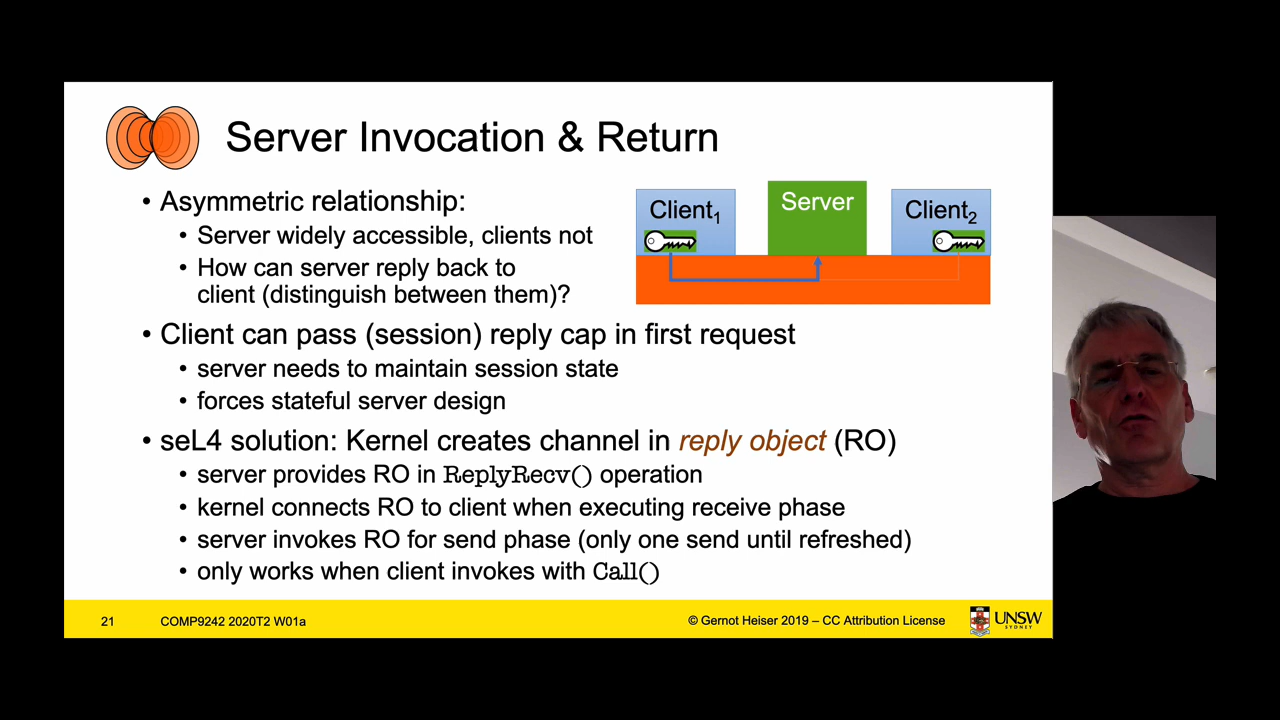 Server Invocation & Return
• Asymmetric relationship:
• Server widely accessible, clients not
• How can server reply back to
client (distinguish between them)?
Client₁
Server
Client₂
• Client can pass (session) reply cap in first request
• server needs to maintain session state
• forces stateful server design
• seL4 solution: Kernel creates channel in reply object (RO)
• server provides RO in ReplyRecv() operation
• kernel connects RO to client when executing receive phase
• server invokes RO for send phase (only one send until refreshed)
• only works when client invokes with Call()
21 COMP9242 2020T2 W01a © Gernot Heiser 2019 – CC Attribution License
UNSW
SYDNEY